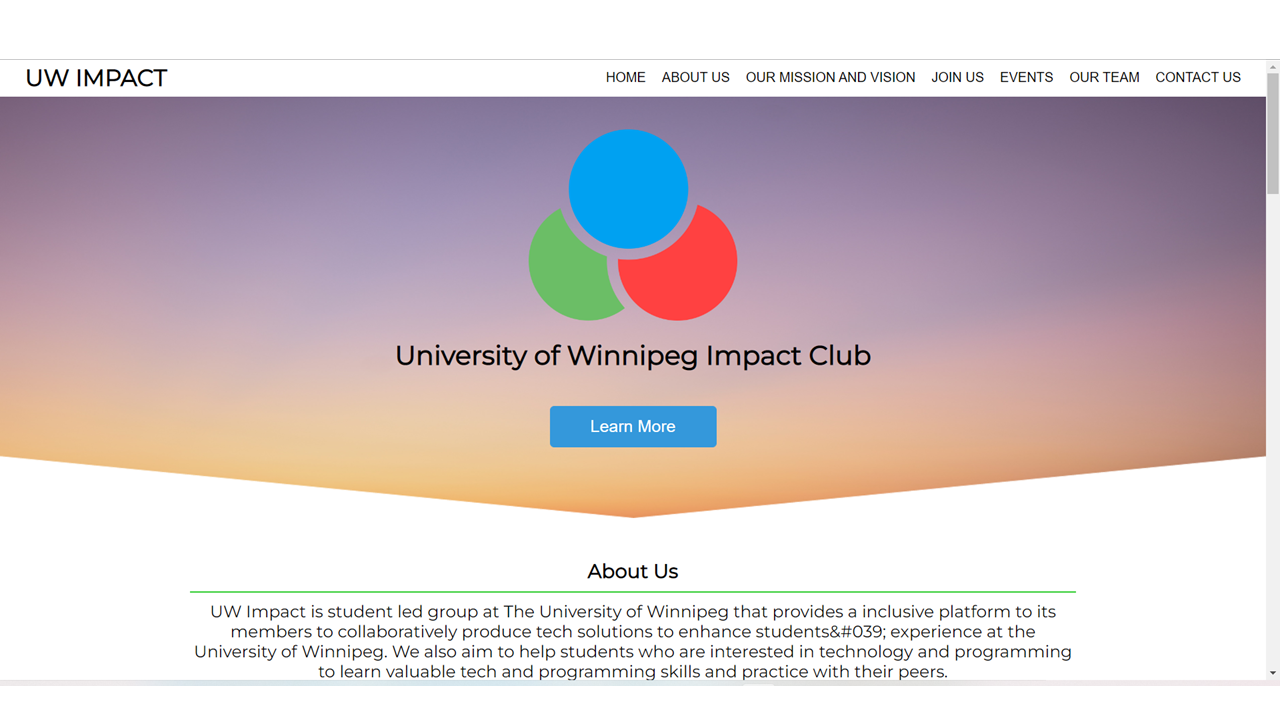 UW IMPACT
HOME ABOUT US OUR MISSION AND VISION JOIN US EVENTS OUR TEAM CONTACT US
University of Winnipeg Impact Club
Learn More
About Us
UW Impact is student led group at The University of Winnipeg that provides a inclusive platform to its
members to collaboratively produce tech solutions to enhance students&#039; experience at the
University of Winnipeg. We also aim to help students who are interested in technology and programming
to learn valuable tech and programming skills and practice with their peers.